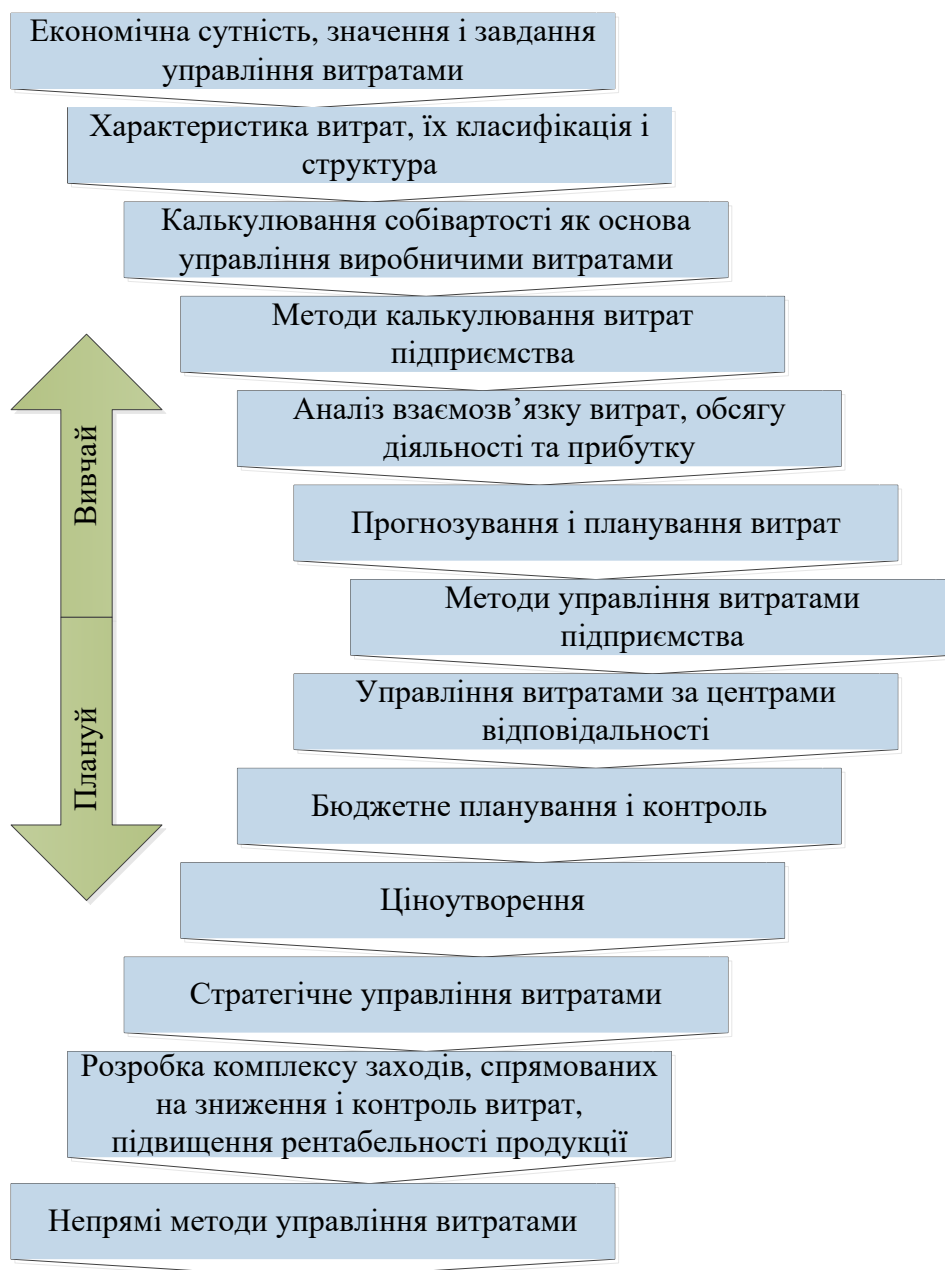 Економічна сутність, значення і завдання
управління витратами
Характеристика витрат, їх класифікація і
структура
Калькулювання собівартості як основа
управління виробничими витратами
Методи калькулювання витрат
підприємства
Аналіз взаємозв’язку витрат, обсягу
діяльності та прибутку
Прогнозування і планування витрат
Методи управління витратами
підприємства
Управління витратами за центрами
відповідальності
Бюджетне планування і контроль
Ціноутворення
Стратегічне управління витратами
Розробка комплексу заходів, спрямованих
на зниження і контроль витрат,
підвищення рентабельності продукції
Непрямі методи управління витратами
Вивчай
Плануй